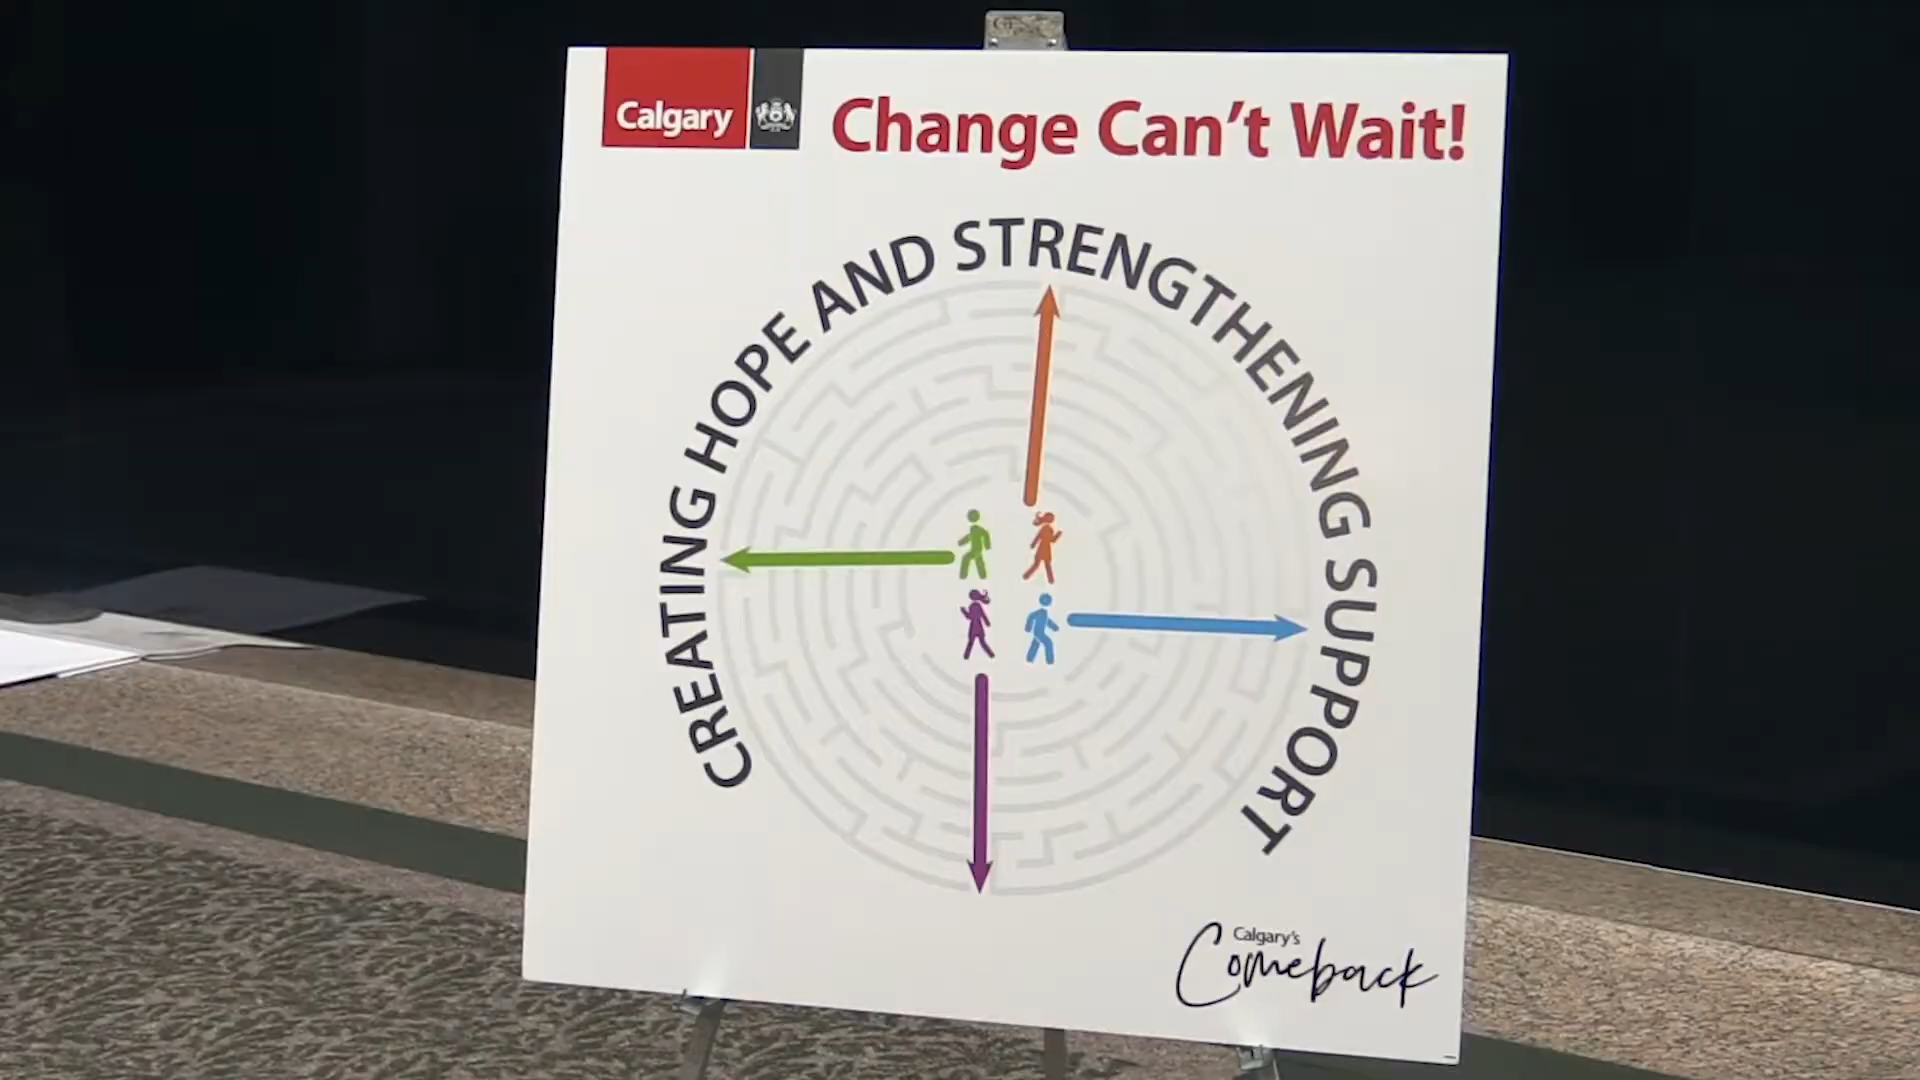 Calgary
Change Can't Wait!
CREATING HOPE AND STRENGTHENING SUPPORT
Calgary's
Comeback